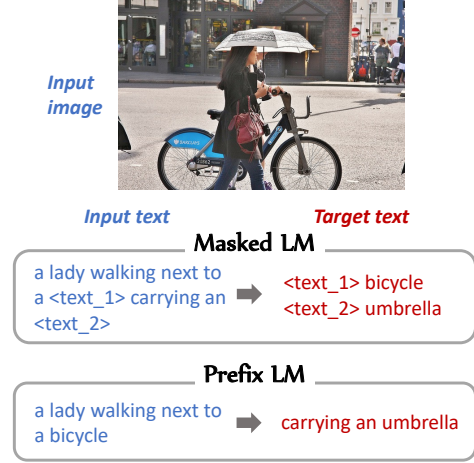 Input
image
BARCLAYS
Input text
Target text
Masked LM
a lady walking next to
a <text_1> carrying an
<text_2>
<text_1> bicycle
<text_2> umbrella
Prefix LM
a lady walking next to
a bicycle
carrying an umbrella